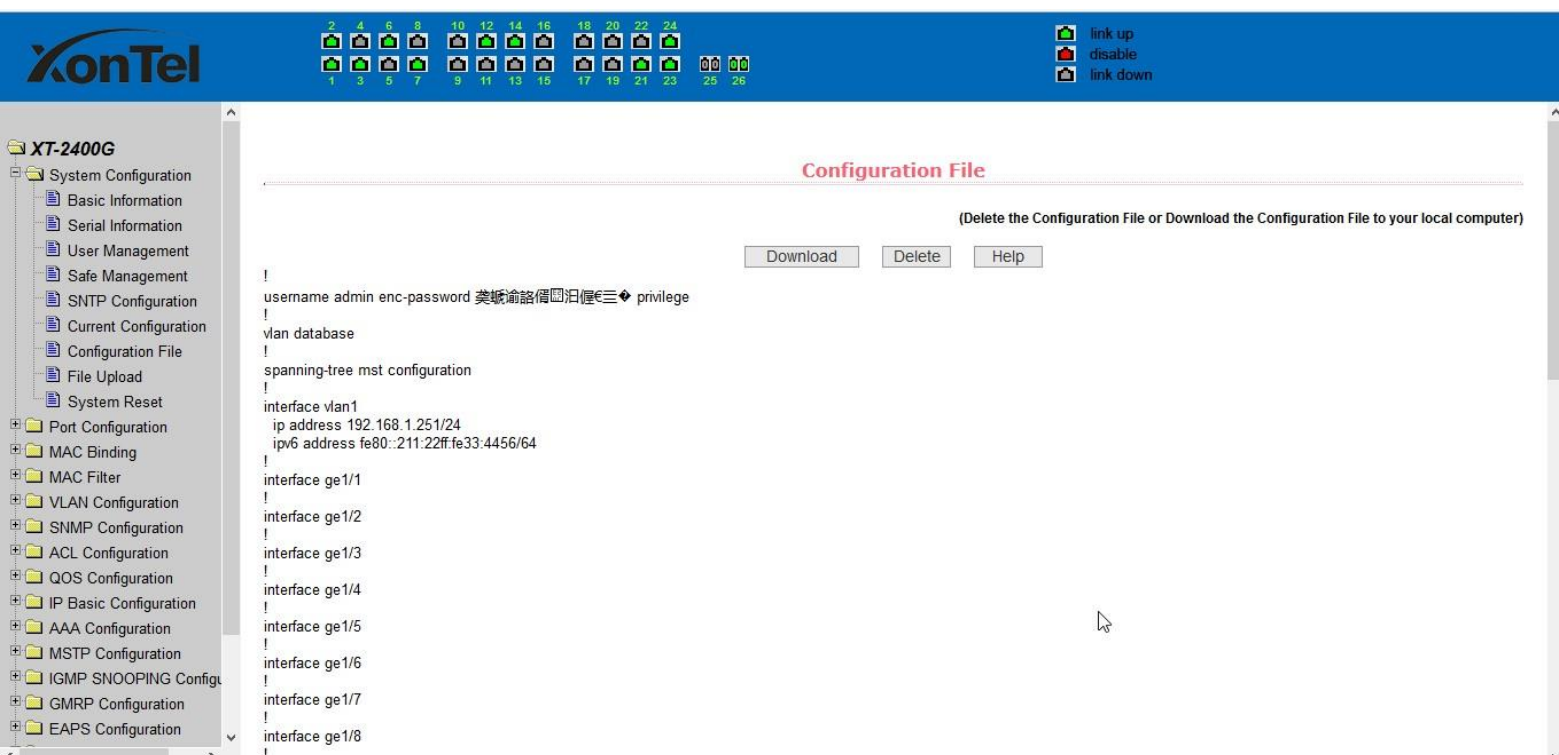 XonTel
2 4 6 8 10 12 14 16 18 20 22 24
1 3 5 7 9 11 13 15 17 19 21 23 25 26
link up
disable
link down
XT-2400G
System Configuration
Basic Information
Serial Information
User Management
Safe Management
SNTP Configuration
Current Configuration
Configuration File
File Upload
System Reset
Port Configuration
MAC Binding
MAC Filter
VLAN Configuration
SNMP Configuration
ACL Configuration
QOS Configuration
IP Basic Configuration
AAA Configuration
MSTP Configuration
IGMP SNOOPING Configu
GMRP Configuration
EAPS Configuration
Configuration File
(Delete the Configuration File or Download the Configuration File to your local computer)
Download Delete Help
!
username admin enc-password privilege
!
vlan database
!
spanning-tree mst configuration
!
interface vlan1
ip address 192.168.1.251/24
ipv6 address fe80::211:22ff:fe33:4456/64
!
interface ge1/1
!
interface ge1/2
!
interface ge1/3
!
interface ge1/4
!
interface ge1/5
!
interface ge1/6
!
interface ge1/7
!
interface ge1/8
!